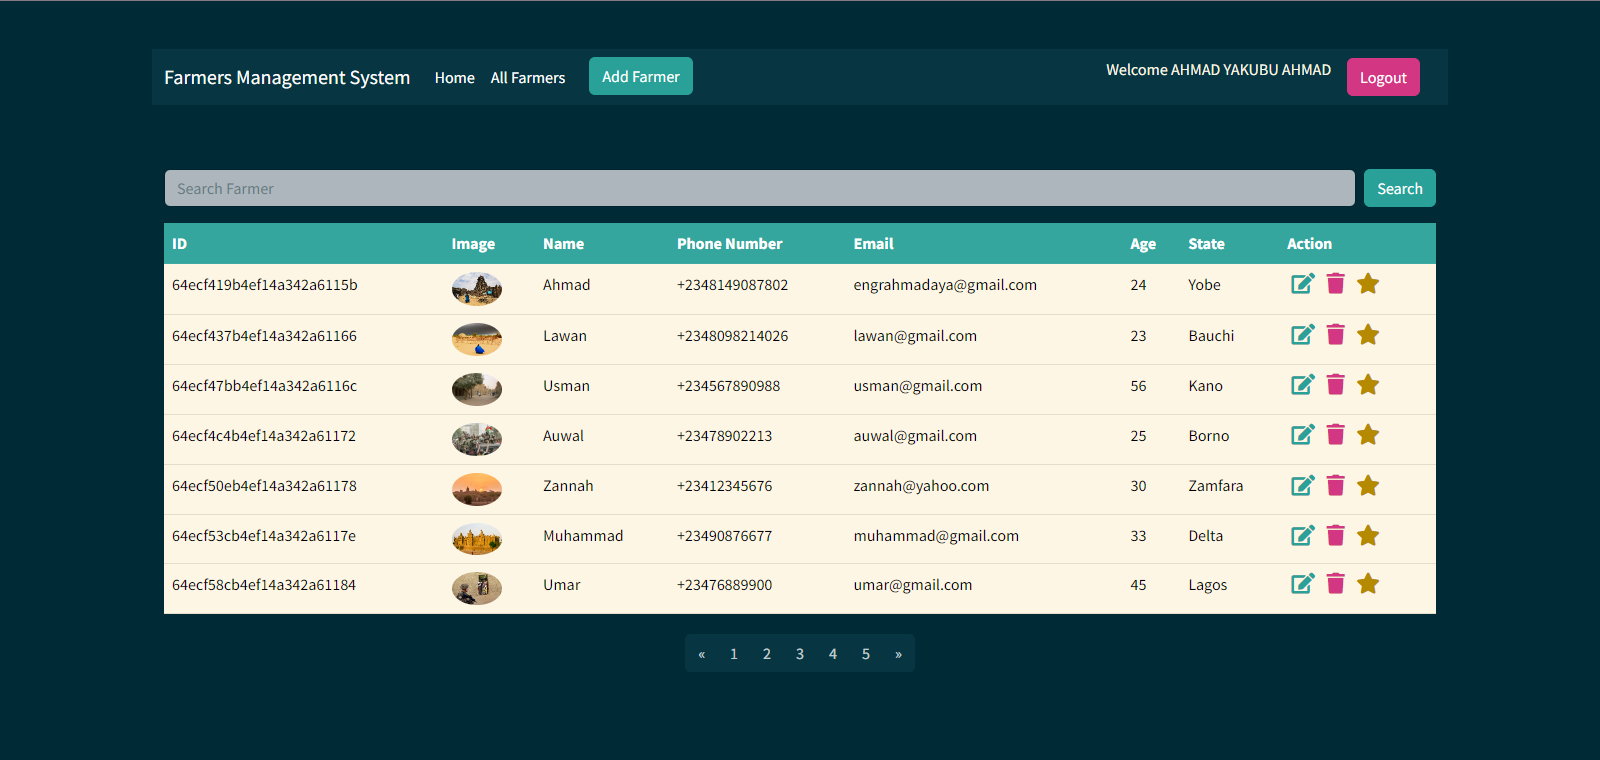 Farmers Management System Home All Farmers Add Farmer Welcome AHMAD YAKUBU AHMAD Logout
Search Farmer Search
ID Image Name Phone Number Email Age State Action
64ecf419b4ef14a342a6115b Ahmad +2348149087802 engrahmadaya@gmail.com 24 Yobe
64ecf437b4ef14a342a61166 Lawan +2348098214026 lawan@gmail.com 23 Bauchi
64ecf47bb4ef14a342a6116c Usman +234567890988 usman@gmail.com 56 Kano
64ecf4c4b4ef14a342a61172 Auwal +23478902213 auwal@gmail.com 25 Borno
64ecf50eb4ef14a342a61178 Zannah +23412345676 zannah@yahoo.com 30 Zamfara
64ecf53cb4ef14a342a6117e Muhammad +23490876677 muhammad@gmail.com 33 Delta
64ecf58cb4ef14a342a61184 Umar +23476889900 umar@gmail.com 45 Lagos
« 1 2 3 4 5 »